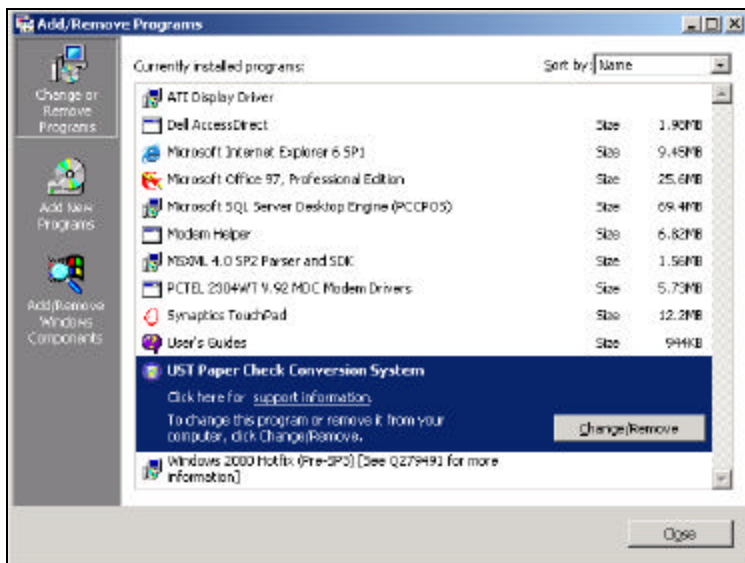 Add/Remove Programs
Change or
Remove
Programs
Add New
Programs
Add/Remove
Windows
Components
Currently installed programs:
Sort by: Name
ATI Display Driver
Dell AccessDirect Size 1.90MB
Microsoft Internet Explorer 6 SP1 Size 9.45MB
Microsoft Office 97, Professional Edition Size 25.6MB
Microsoft SQL Server Desktop Engine (PCCPOS) Size 69.4MB
Modem Helper Size 6.82MB
MSXML 4.0 SP2 Parser and SDK Size 1.56MB
PCTEL 2304WT V.92 MDC Modem Drivers Size 5.73MB
Synaptics TouchPad Size 12.2MB
User's Guides Size 944KB
UST Paper Check Conversion System
Click here for support information.
To change this program or remove it from your
computer, click Change/Remove.
Change/Remove
Windows 2000 Hotfix (Pre-SP5) [See Q279491 for more
information]
Close